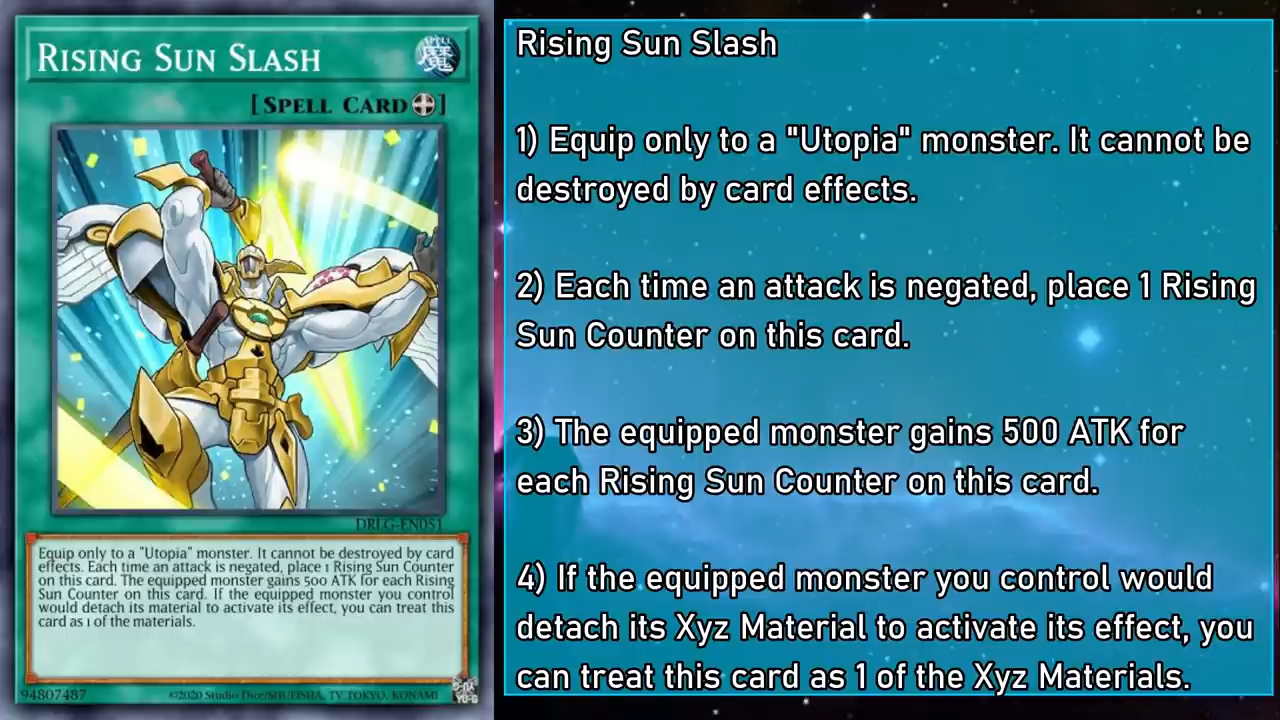 RISING SUN SLASH
魔
[SPELL CARD]
DRLG-EN051
Equip only to a "Utopia" monster. It cannot be destroyed by card
effects. Each time an attack is negated, place 1 Rising Sun Counter
on this card. The equipped monster gains 500 ATK for each Rising
Sun Counter on this card. If the equipped monster you control
would detach its material to activate its effect, you can treat this
card as 1 of the materials.
94807487
©2020 Studio Dice/SHUEISHA, TV TOKYO, KONAMI
Rising Sun Slash
1) Equip only to a "Utopia" monster. It cannot be
destroyed by card effects.
2) Each time an attack is negated, place 1 Rising
Sun Counter on this card.
3) The equipped monster gains 500 ATK for
each Rising Sun Counter on this card.
4) If the equipped monster you control would
detach its Xyz Material to activate its effect, you
can treat this card as 1 of the Xyz Materials.